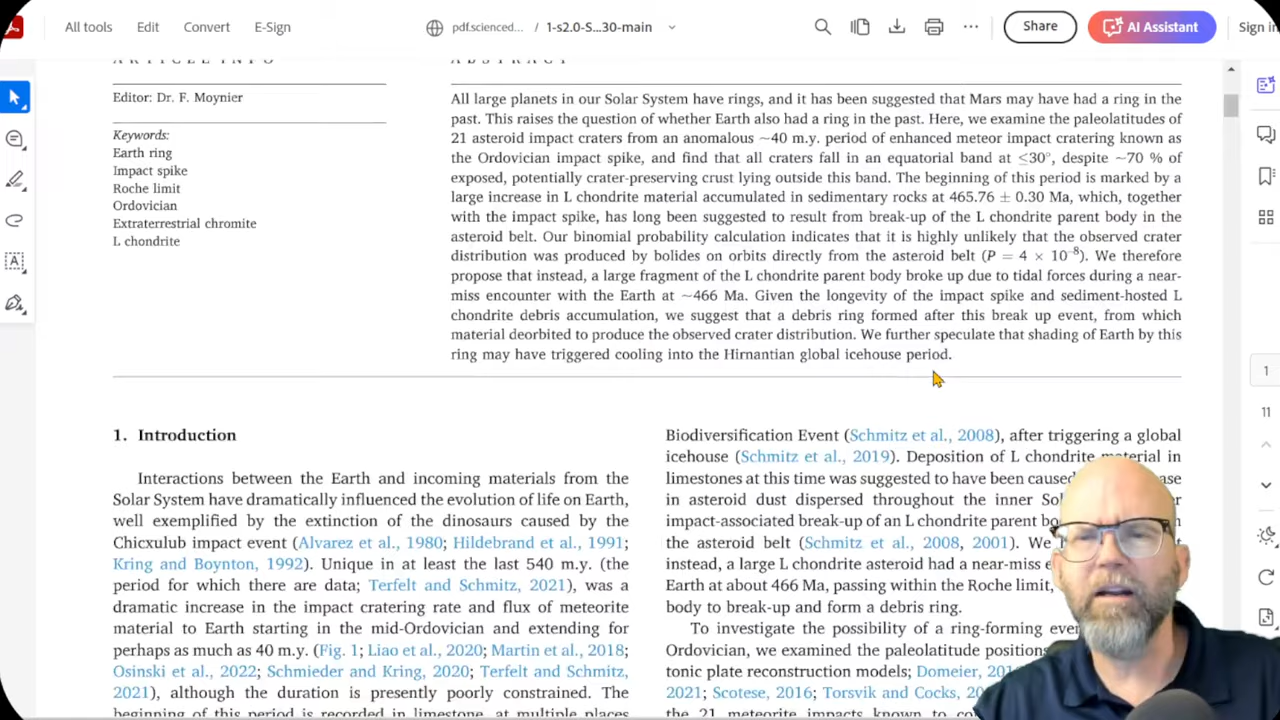 All tools Edit Convert E-Sign pdf.scienced... / 1-s2.0-S...30-main Share AI Assistant Sign in
ARTICLE INFO
Editor: Dr. F. Moynier
Keywords:
Earth ring
Impact spike
Roche limit
Ordovician
Extraterrestrial chromite
L chondrite
ABSTRACT
All large planets in our Solar System have rings, and it has been suggested that Mars may have had a ring in the
past. This raises the question of whether Earth also had a ring in the past. Here, we examine the paleolatitudes of
21 asteroid impact craters from an anomalous ~40 m.y. period of enhanced meteor impact cratering known as
the Ordovician impact spike, and find that all craters fall in an equatorial band at ≤30°, despite ~70 % of
exposed, potentially crater-preserving crust lying outside this band. The beginning of this period is marked by a
large increase in L chondrite material accumulated in sedimentary rocks at 465.76 ± 0.30 Ma, which, together
with the impact spike, has long been suggested to result from break-up of the L chondrite parent body in the
asteroid belt. Our binomial probability calculation indicates that it is highly unlikely that the observed crater
distribution was produced by bolides on orbits directly from the asteroid belt (P = 4 × 10⁻⁸). We therefore
propose that instead, a large fragment of the L chondrite parent body broke up due to tidal forces during a near-
miss encounter with the Earth at ~466 Ma. Given the longevity of the impact spike and sediment-hosted L
chondrite debris accumulation, we suggest that a debris ring formed after this break up event, from which
material deorbited to produce the observed crater distribution. We further speculate that shading of Earth by this
ring may have triggered cooling into the Hirnantian global icehouse period.
1. Introduction
Interactions between the Earth and incoming materials from the
Solar System have dramatically influenced the evolution of life on Earth,
well exemplified by the extinction of the dinosaurs caused by the
Chicxulub impact event (Alvarez et al., 1980; Hildebrand et al., 1991;
Kring and Boynton, 1992). Unique in at least the last 540 m.y. (the
period for which there are data; Terfelt and Schmitz, 2021), was a
dramatic increase in the impact cratering rate and flux of meteorite
material to Earth starting in the mid-Ordovician and extending for
perhaps as much as 40 m.y. (Fig. 1; Liao et al., 2020; Martin et al., 2018;
Osinski et al., 2022; Schmieder and Kring, 2020; Terfelt and Schmitz,
2021), although the duration is presently poorly constrained. The
beginning of this period is recorded in limestone, at multiple places
Biodiversification Event (Schmitz et al., 2008), after triggering a global
icehouse (Schmitz et al., 2019). Deposition of L chondrite material in
limestones at this time was suggested to have been caused
in asteroid dust dispersed throughout the inner
impact-associated break-up of an L chondrite parent
the asteroid belt (Schmitz et al., 2008, 2001). We
instead, a large L chondrite asteroid had a near-miss
Earth at about 466 Ma, passing within the Roche limit,
body to break-up and form a debris ring.
To investigate the possibility of a ring-forming
Ordovician, we examined the paleolatitude positions
tonic plate reconstruction models; Domeier,
2021; Scotese, 2016; Torsvik and Cocks,
the 21 meteorite impacts known to
1
11